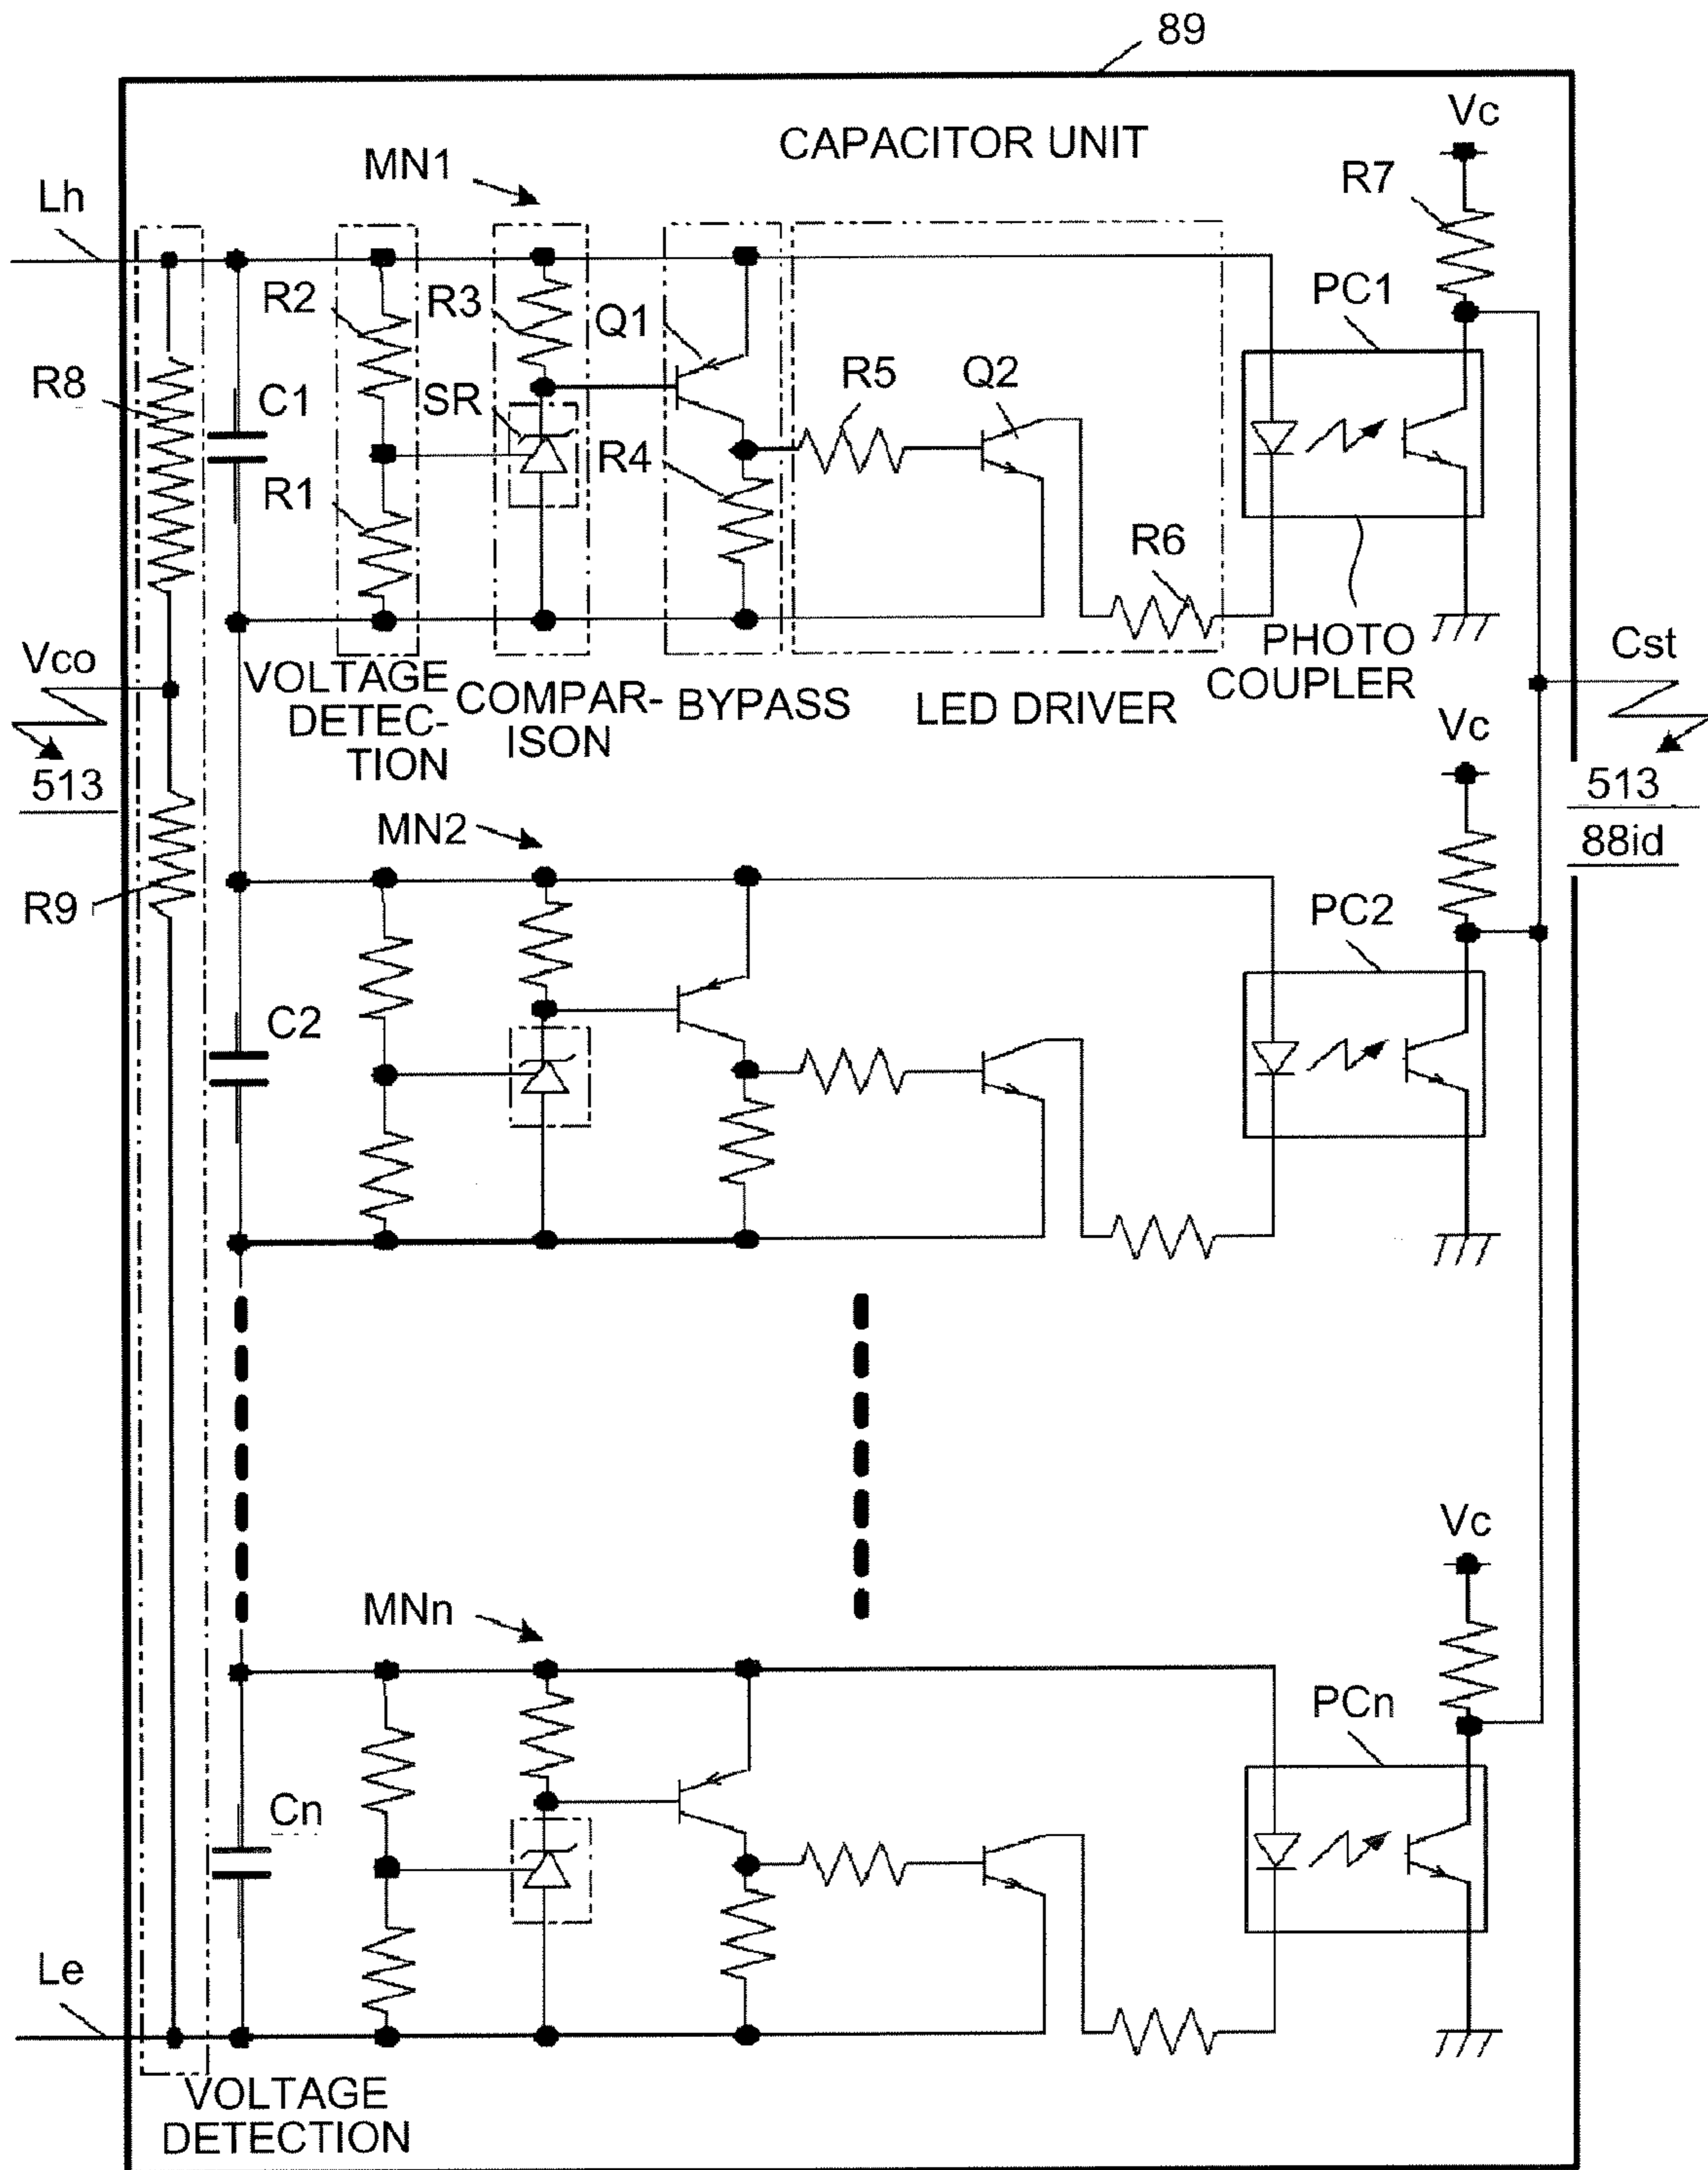 89
CAPACITOR UNIT
Vc
MN1
R7
Lh
R2
R3
Q1
PC1
R8
C1
SR
R5
Q2
R1
R4
R6
Vco
VOLTAGE
DETEC-
TION
COMPAR-
ISON
BYPASS
LED DRIVER
PHOTO
COUPLER
Cst
513
Vc
513
88id
MN2
R9
PC2
C2
Vc
MNn
PCn
Cn
Le
VOLTAGE
DETECTION